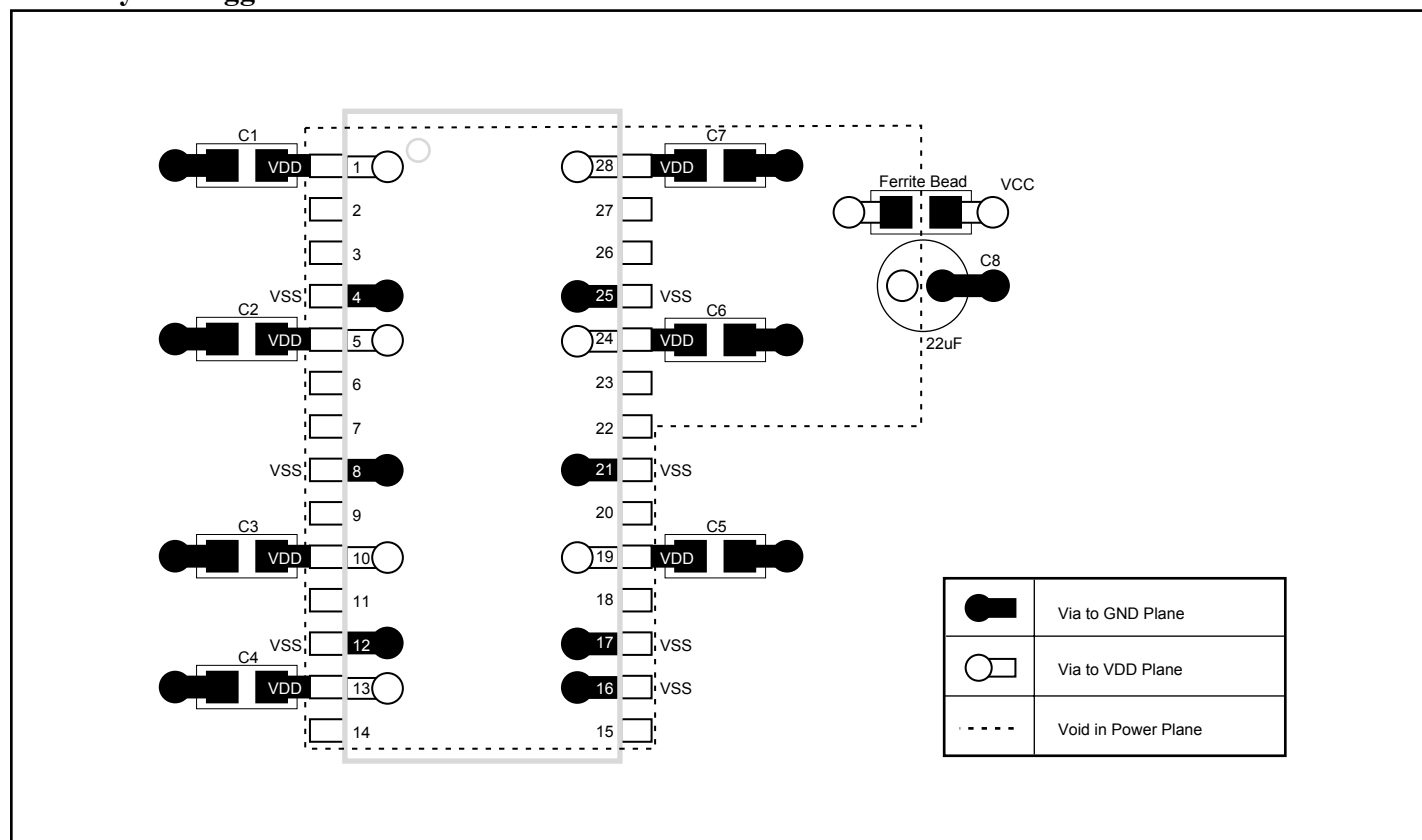 C1
VDD
1
28
VDD
C7
2
27
3
26
Ferrite Bead
VCC
VSS
4
25
VSS
C8
22uF
C2
VDD
5
24
VDD
C6
6
23
7
22
VSS
8
21
VSS
9
20
C3
VDD
10
19
VDD
C5
11
18
VSS
12
17
VSS
C4
VDD
13
16
VSS
14
15
Via to GND Plane
Via to VDD Plane
Void in Power Plane